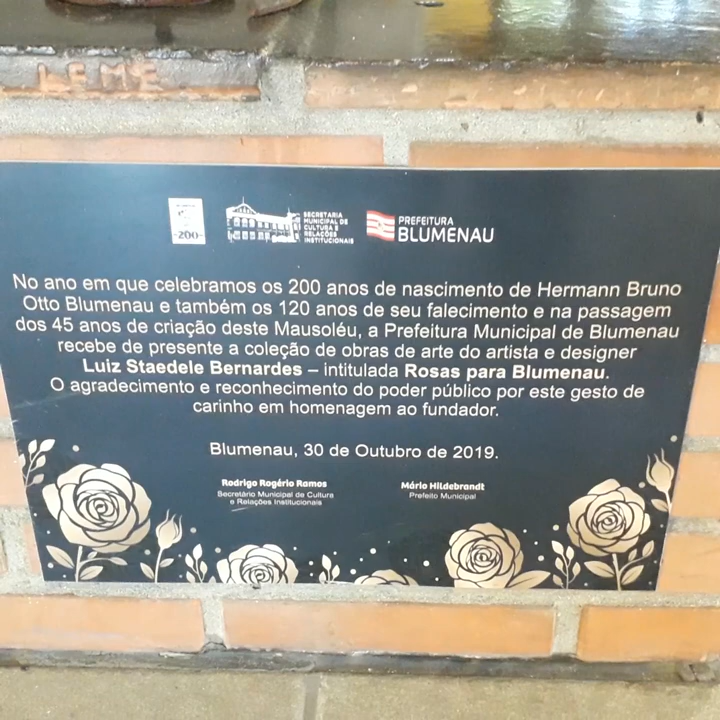 LEME
200
SECRETARIA
MUNICIPAL DE
CULTURA E
RELAÇÕES
INSTITUCIONAIS
PREFEITURA
BLUMENAU
No ano em que celebramos os 200 anos de nascimento de Hermann Bruno
Otto Blumenau e também os 120 anos de seu falecimento e na passagem
dos 45 anos de criação deste Mausoléu, a Prefeitura Municipal de Blumenau
recebe de presente a coleção de obras de arte do artista e designer
Luiz Staedele Bernardes – intitulada Rosas para Blumenau.
O agradecimento e reconhecimento do poder público por este gesto de
carinho em homenagem ao fundador.
Blumenau, 30 de Outubro de 2019.
Rodrigo Rogério Ramos
Secretário Municipal de Cultura
e Relações Institucionais
Mário Hildebrandt
Prefeito Municipal